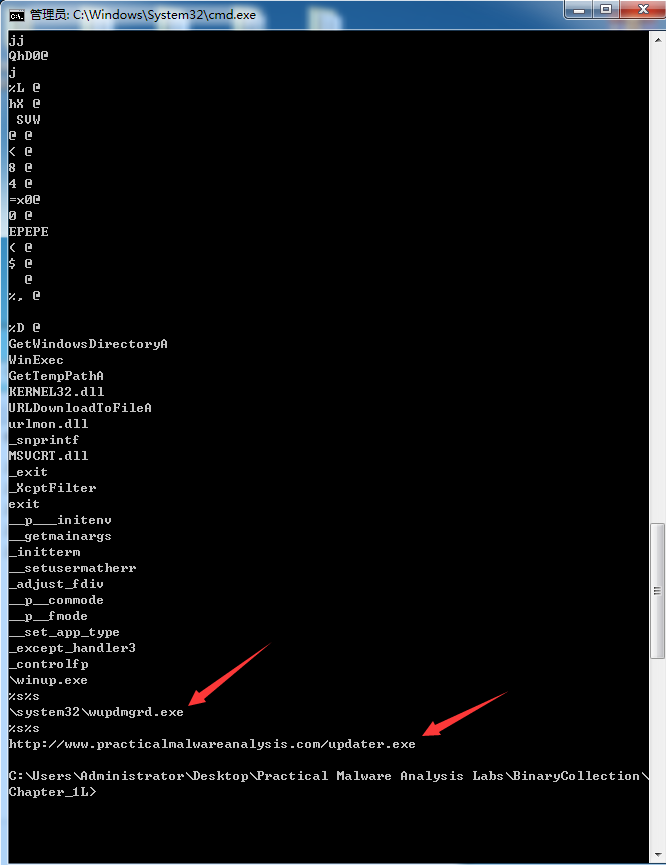 管理员: C:\Windows\System32\cmd.exe
jj
QhD0@
j
%L @
hX @
 SVW
@ @
< @
8 @
4 @
=x0@
0 @
EPEPE
< @
$ @
  @
%, @
%D @
GetWindowsDirectoryA
WinExec
GetTempPathA
KERNEL32.dll
URLDownloadToFileA
urlmon.dll
_snprintf
MSVCRT.dll
_exit
_XcptFilter
exit
__p___initenv
__getmainargs
_initterm
__setusermatherr
_adjust_fdiv
__p__commode
__p__fmode
__set_app_type
_except_handler3
_controlfp
\winup.exe
%s%s
\system32\wupdmgrd.exe
%s%s
http://www.practicalmalwareanalysis.com/updater.exe
C:\Users\Administrator\Desktop\Practical Malware Analysis Labs\BinaryCollection\
Chapter_1L>